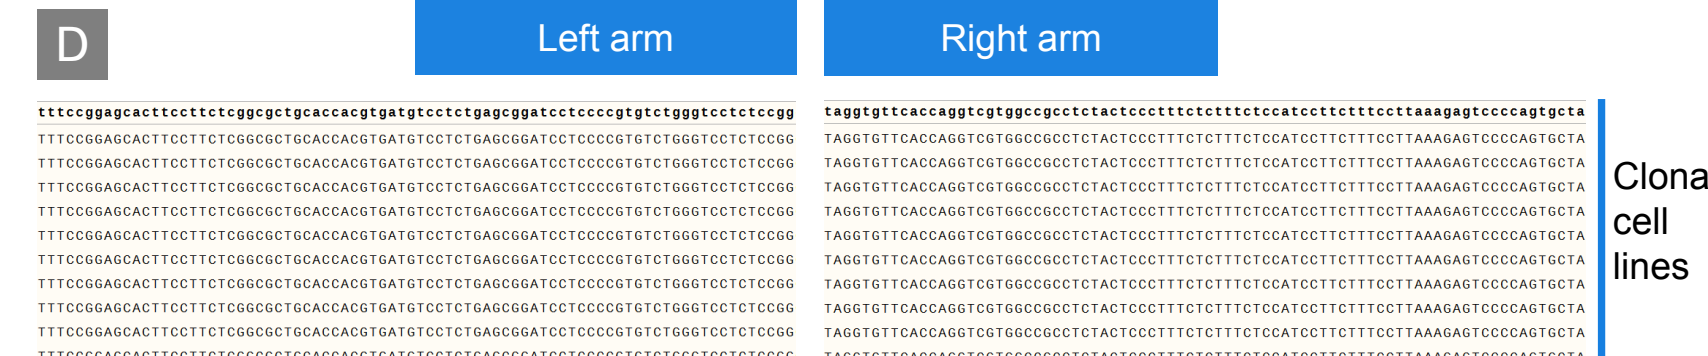 D
Left arm
Right arm
tttccggagcacttccttctcggcgctgcaccacgtgatgtcctctgagcggatcctccccgtgtctgggtcctctccgg
TTTCCGGAGCACTTCCTTCTCGGCGCTGCACCACGTGATGTCCTCTGAGCGGATCCTCCCCGTGTCTGGGTCCTCTCCGG
TTTCCGGAGCACTTCCTTCTCGGCGCTGCACCACGTGATGTCCTCTGAGCGGATCCTCCCCGTGTCTGGGTCCTCTCCGG
TTTCCGGAGCACTTCCTTCTCGGCGCTGCACCACGTGATGTCCTCTGAGCGGATCCTCCCCGTGTCTGGGTCCTCTCCGG
TTTCCGGAGCACTTCCTTCTCGGCGCTGCACCACGTGATGTCCTCTGAGCGGATCCTCCCCGTGTCTGGGTCCTCTCCGG
TTTCCGGAGCACTTCCTTCTCGGCGCTGCACCACGTGATGTCCTCTGAGCGGATCCTCCCCGTGTCTGGGTCCTCTCCGG
TTTCCGGAGCACTTCCTTCTCGGCGCTGCACCACGTGATGTCCTCTGAGCGGATCCTCCCCGTGTCTGGGTCCTCTCCGG
TTTCCGGAGCACTTCCTTCTCGGCGCTGCACCACGTGATGTCCTCTGAGCGGATCCTCCCCGTGTCTGGGTCCTCTCCGG
TTTCCGGAGCACTTCCTTCTCGGCGCTGCACCACGTGATGTCCTCTGAGCGGATCCTCCCCGTGTCTGGGTCCTCTCCGG
TTTCCGGAGCACTTCCTTCTCGGCGCTGCACCACGTGATGTCCTCTGAGCGGATCCTCCCCGTGTCTGGGTCCTCTCCGG
taggtgttcaccaggtcgtggccgcctctactccctttctctttctccatccttctttccttaaagagtccccagtgcta
TAGGTGTTCACCAGGTCGTGGCCGCCTCTACTCCCTTTCTCTTTCTCCATCCTTCTTTCCTTAAAGAGTCCCCAGTGCTA
TAGGTGTTCACCAGGTCGTGGCCGCCTCTACTCCCTTTCTCTTTCTCCATCCTTCTTTCCTTAAAGAGTCCCCAGTGCTA
TAGGTGTTCACCAGGTCGTGGCCGCCTCTACTCCCTTTCTCTTTCTCCATCCTTCTTTCCTTAAAGAGTCCCCAGTGCTA
TAGGTGTTCACCAGGTCGTGGCCGCCTCTACTCCCTTTCTCTTTCTCCATCCTTCTTTCCTTAAAGAGTCCCCAGTGCTA
TAGGTGTTCACCAGGTCGTGGCCGCCTCTACTCCCTTTCTCTTTCTCCATCCTTCTTTCCTTAAAGAGTCCCCAGTGCTA
TAGGTGTTCACCAGGTCGTGGCCGCCTCTACTCCCTTTCTCTTTCTCCATCCTTCTTTCCTTAAAGAGTCCCCAGTGCTA
TAGGTGTTCACCAGGTCGTGGCCGCCTCTACTCCCTTTCTCTTTCTCCATCCTTCTTTCCTTAAAGAGTCCCCAGTGCTA
TAGGTGTTCACCAGGTCGTGGCCGCCTCTACTCCCTTTCTCTTTCTCCATCCTTCTTTCCTTAAAGAGTCCCCAGTGCTA
TAGGTGTTCACCAGGTCGTGGCCGCCTCTACTCCCTTTCTCTTTCTCCATCCTTCTTTCCTTAAAGAGTCCCCAGTGCTA
Clona
cell
lines